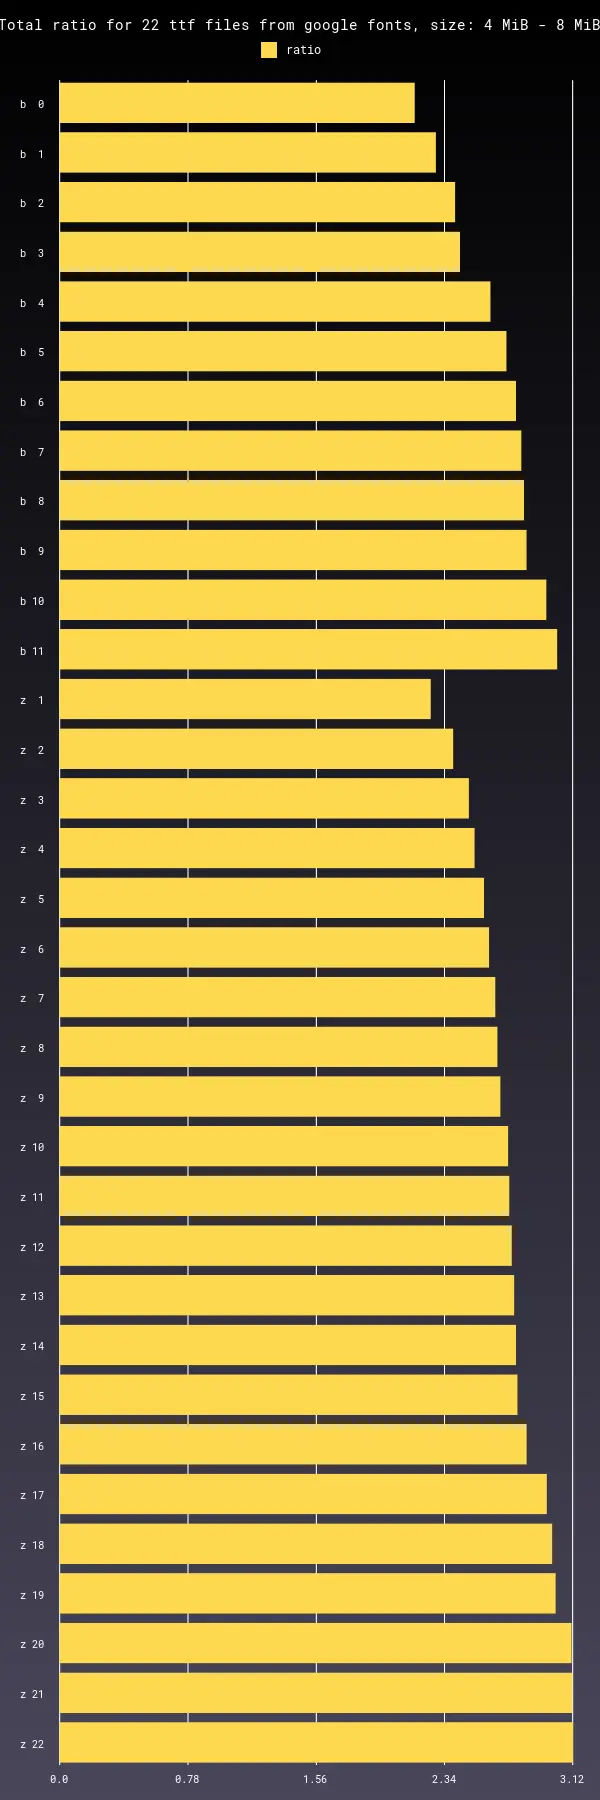 Total ratio for 22 ttf files from google fonts, size: 4 MiB - 8 MiB
ratio
b 0
b 1
b 2
b 3
b 4
b 5
b 6
b 7
b 8
b 9
b 10
b 11
z 1
z 2
z 3
z 4
z 5
z 6
z 7
z 8
z 9
z 10
z 11
z 12
z 13
z 14
z 15
z 16
z 17
z 18
z 19
z 20
z 21
z 22
0.0 0.78 1.56 2.34 3.12